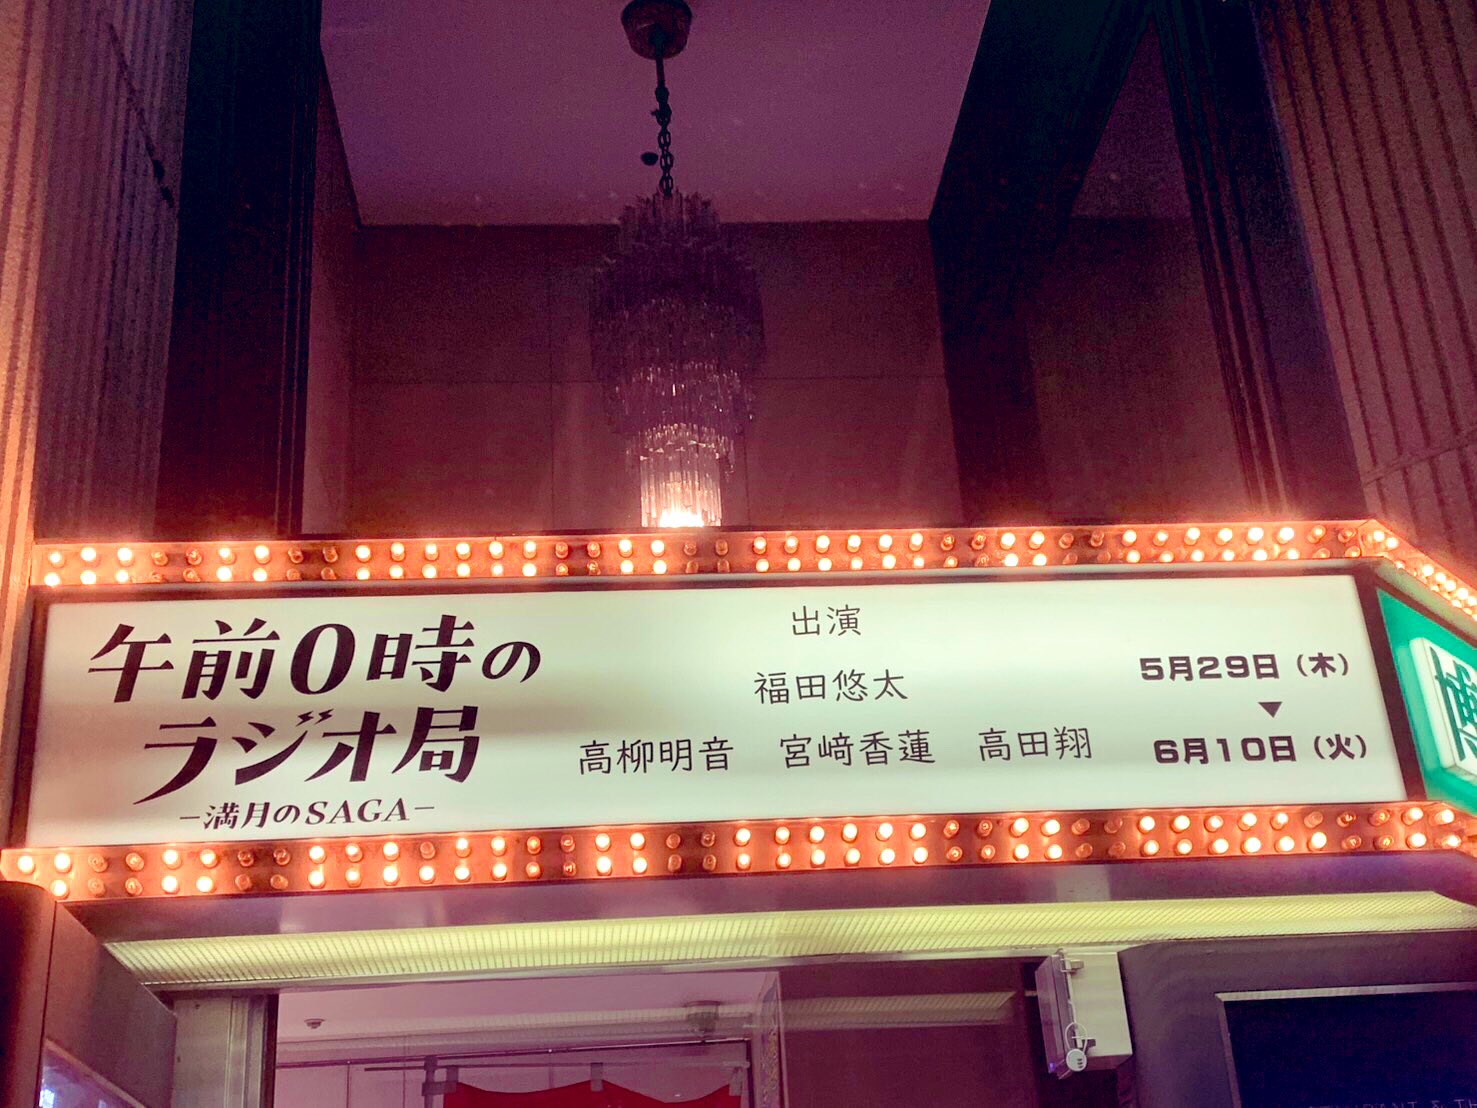 午前0時の
ラジオ局
－満月のSAGA－
出演
福田悠太
高柳明音　宮﨑香蓮　高田翔
5月29日（木）
▼
6月10日（火）